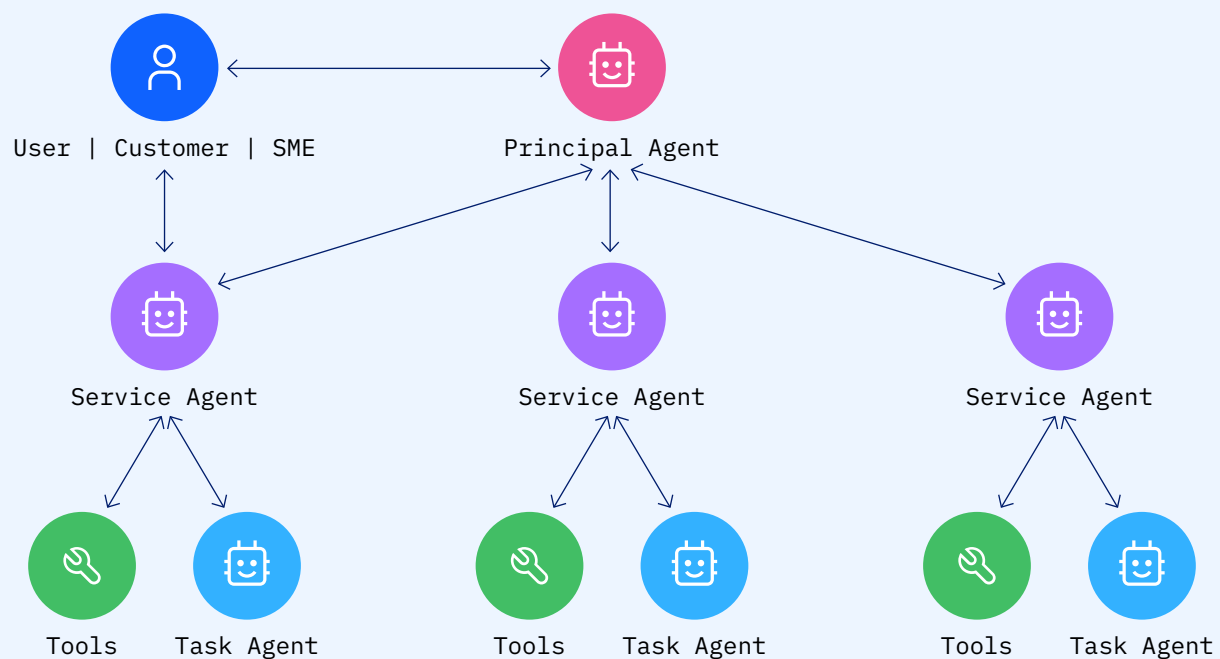 User | Customer | SME
Principal Agent
Service Agent
Service Agent
Service Agent
Tools
Task Agent
Tools
Task Agent
Tools
Task Agent